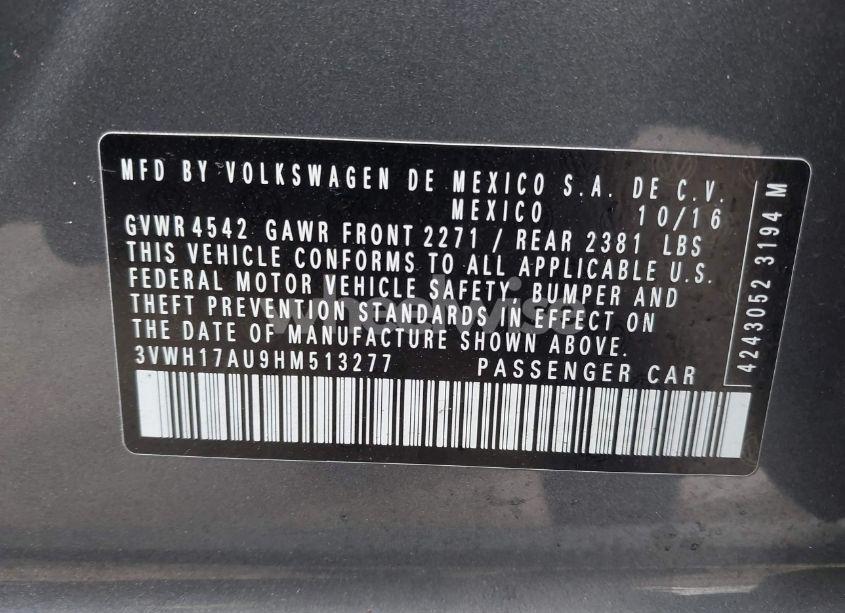 MFD BY VOLKSWAGEN DE MEXICO S.A. DE C.V.
MEXICO 10/16
GVWR 4542 GAWR FRONT 2271 / REAR 2381 LBS
THIS VEHICLE CONFORMS TO ALL APPLICABLE U.S.
FEDERAL MOTOR VEHICLE SAFETY, BUMPER AND
THEFT PREVENTION STANDARDS IN EFFECT ON
THE DATE OF MANUFACTURE SHOWN ABOVE.
3VWH17AU9HM513277 PASSENGER CAR
4243052 3194 M
wheelwise